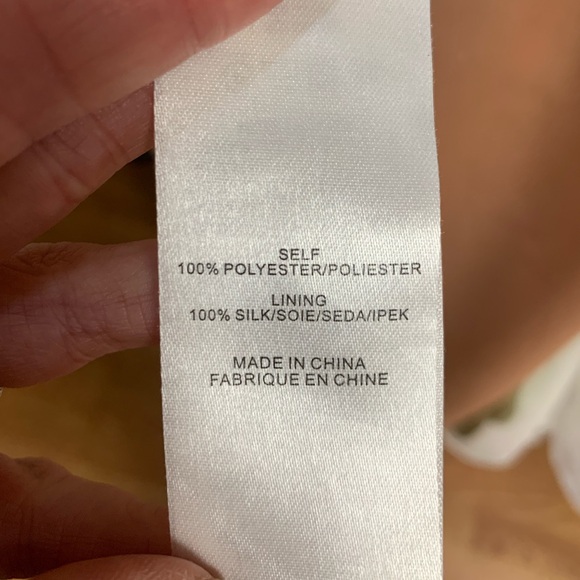 SELF
100% POLYESTER/POLIESTER
LINING
100% SILK/SOIE/SEDA/IPEK
MADE IN CHINA
FABRIQUE EN CHINE